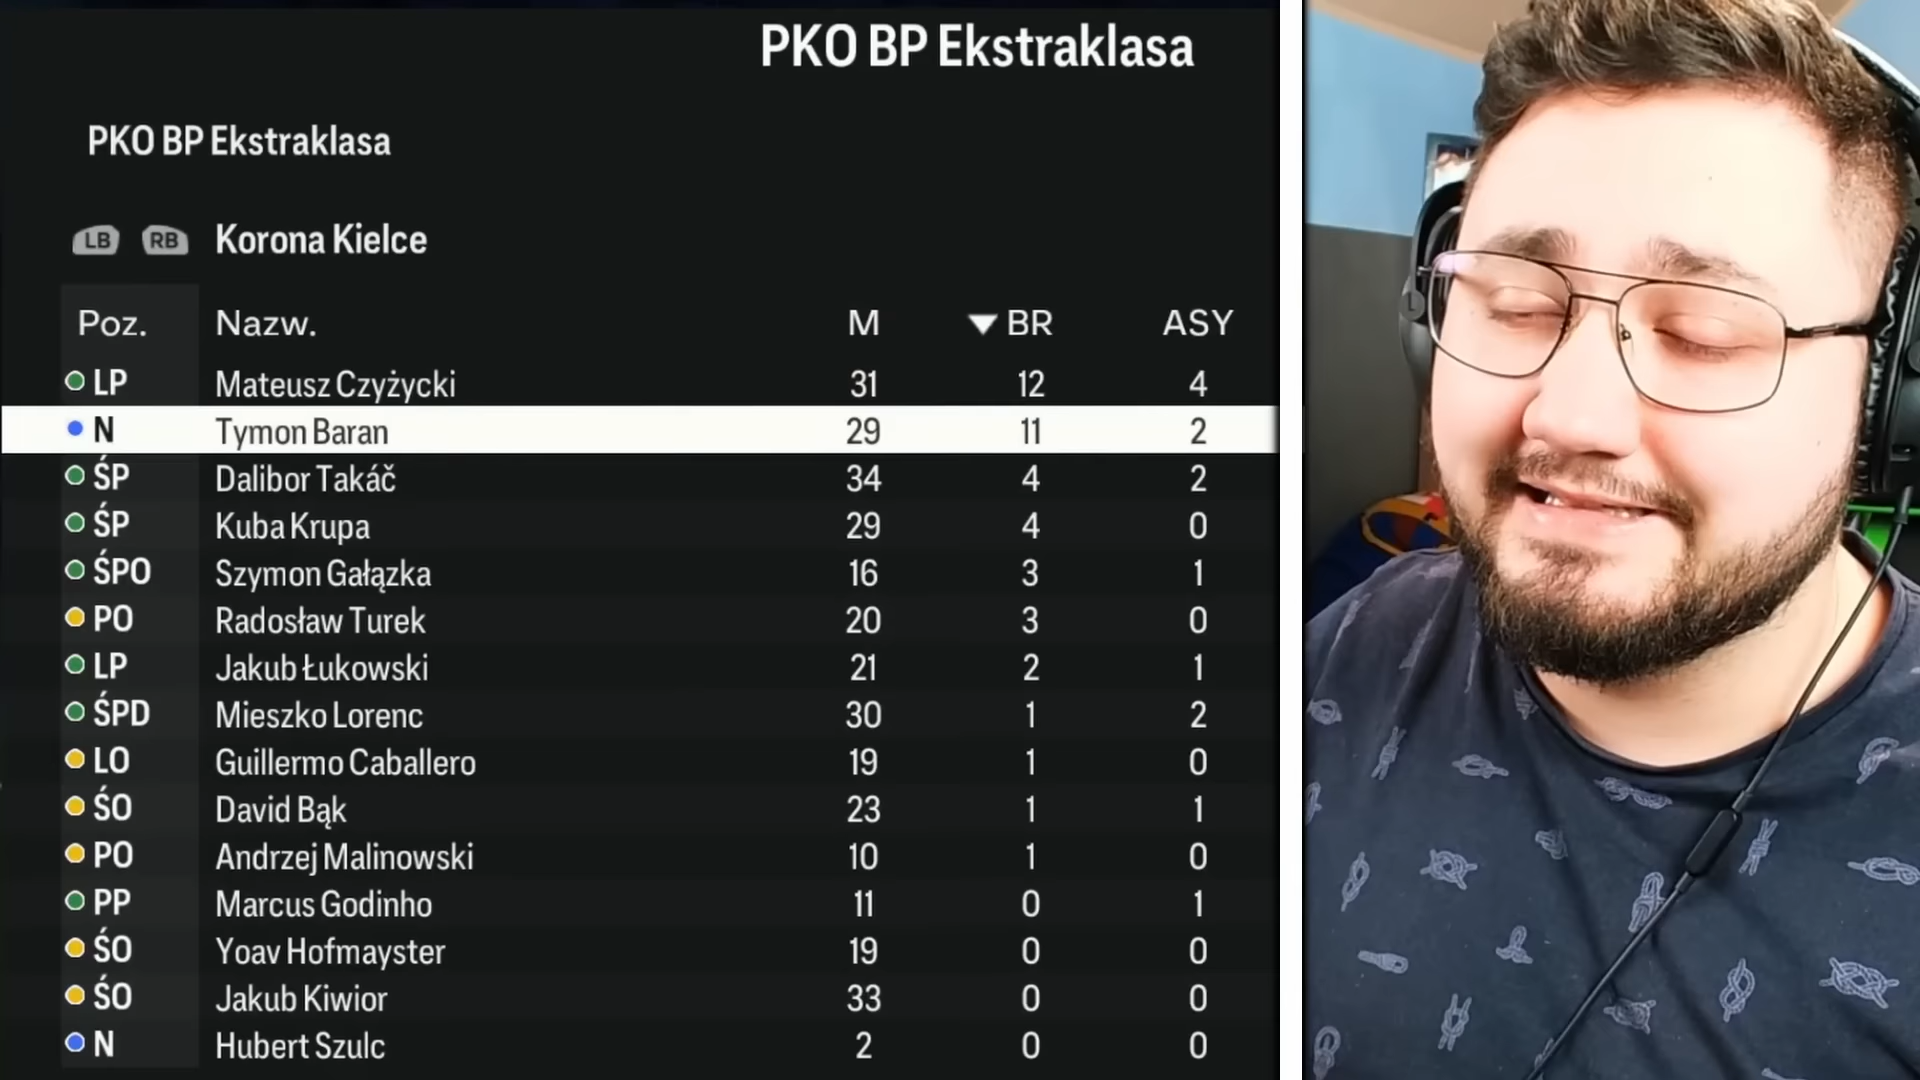 PKO BP Ekstraklasa
PKO BP Ekstraklasa
LB RB Korona Kielce
Poz. Nazw. M BR ASY
LP Mateusz Czyżycki 31 12 4
N Tymon Baran 29 11 2
ŚP Dalibor Takáč 34 4 2
ŚP Kuba Krupa 29 4 0
ŚPO Szymon Gałązka 16 3 1
PO Radosław Turek 20 3 0
LP Jakub Łukowski 21 2 1
ŚPD Mieszko Lorenc 30 1 2
LO Guillermo Caballero 19 1 0
ŚO David Bąk 23 1 1
PO Andrzej Malinowski 10 1 0
PP Marcus Godinho 11 0 1
ŚO Yoav Hofmayster 19 0 0
ŚO Jakub Kiwior 33 0 0
N Hubert Szulc 2 0 0
L